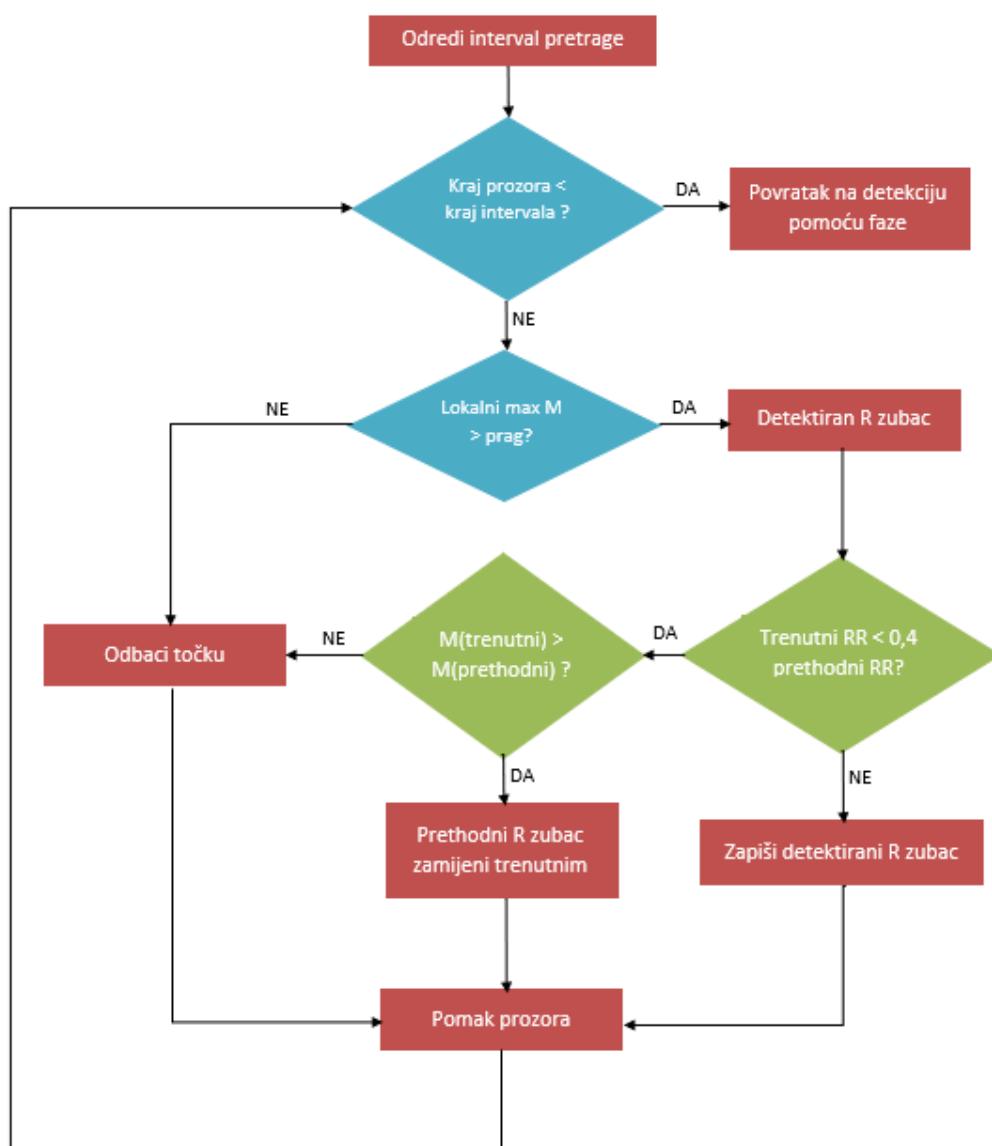 Odredi interval pretrage
Kraj prozora <
kraj intervala ?
DA
Povratak na detekciju
pomoću faze
NE
Lokalni max M
> prag?
NE
DA
Detektiran R zubac
Trenutni RR < 0,4
prethodni RR?
DA
M(trenutni) >
M(prethodni) ?
NE
Odbaci točku
DA
NE
Prethodni R zubac
zamijeni trenutnim
Zapiši detektirani R zubac
Pomak prozora